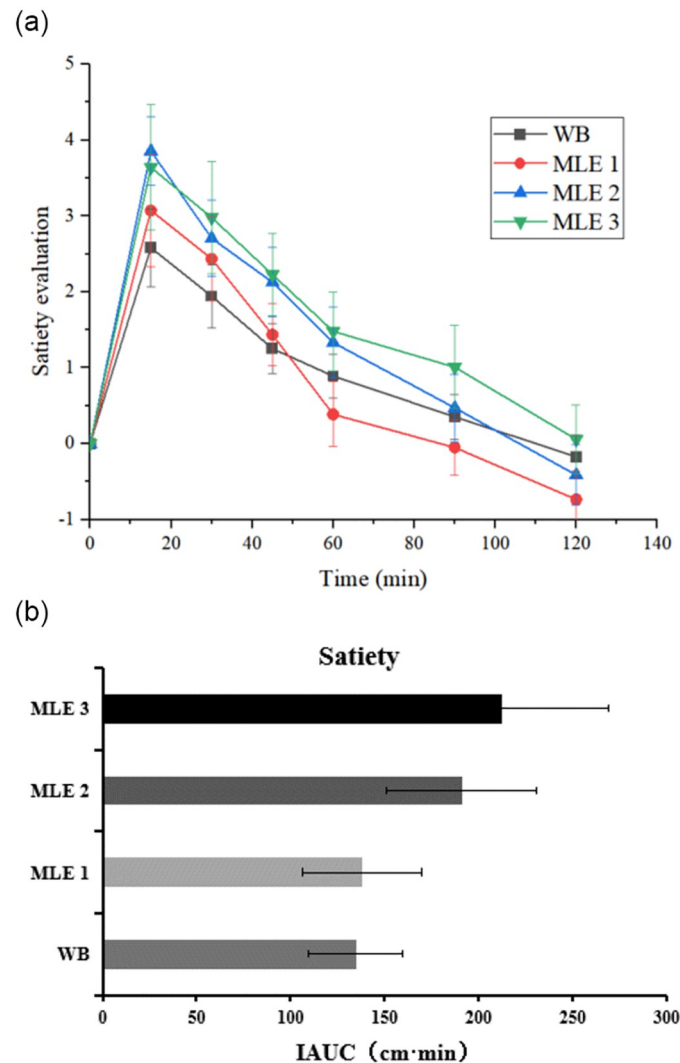 (a)
5
4
3
2
1
0
-1
Satiety evaluation
WB
MLE 1
MLE 2
MLE 3
0 20 40 60 80 100 120 140
Time (min)
(b)
Satiety
MLE 3
MLE 2
MLE 1
WB
0 50 100 150 200 250 300
IAUC（cm·min）